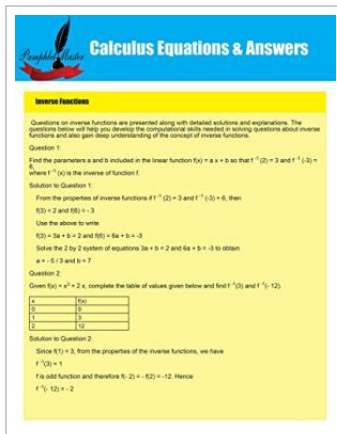 Pamphlet Master
Calculus Equations & Answers
Inverse Functions
Questions on inverse functions are presented along with detailed solutions and explanations. The
questions below will help you develop the computational skills needed in solving questions about inverse
functions and also gain deep understanding of the concept of inverse functions.
Question 1:
Find the parameters a and b included in the linear function f(x) = a x + b so that f⁻¹ (2) = 3 and f⁻¹ (-3) =
6,
where f⁻¹ (x) is the inverse of function f.
Solution to Question 1:
From the properties of inverse functions if f⁻¹ (2) = 3 and f⁻¹ (-3) = 6, then
f(3) = 2 and f(6) = - 3
Use the above to write
f(3) = 3a + b = 2 and f(6) = 6a + b = -3
Solve the 2 by 2 system of equations 3a + b = 2 and 6a + b = -3 to obtain
a = - 5 / 3 and b = 7
Question 2:
Given f(x) = x³ + 2 x, complete the table of values given below and find f⁻¹(3) and f⁻¹(- 12).
x f(x)
0 0
1 3
2 12
Solution to Question 2:
Since f(1) = 3, from the properties of the inverse functions, we have
f⁻¹(3) = 1
f is odd function and therefore f(- 2) = - f(2) = -12. Hence
f⁻¹(- 12) = - 2